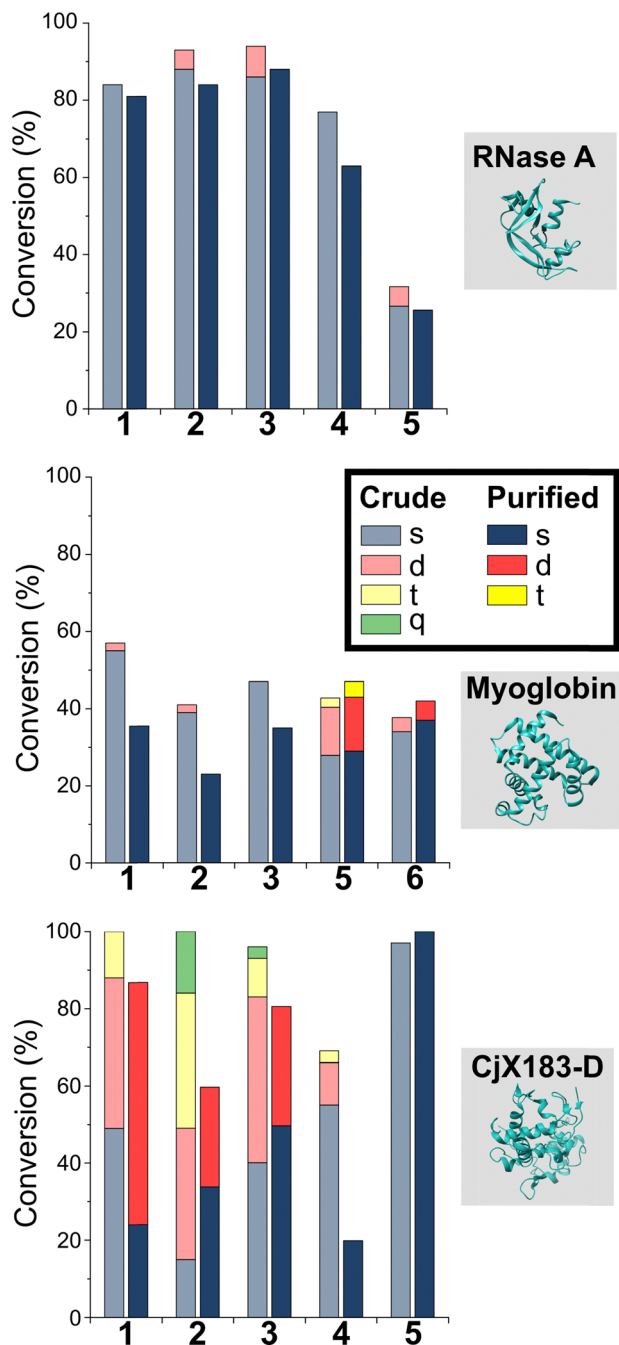 100
80
60
40
20
0
Conversion (%)
1 2 3 4 5
RNase A
100
80
60
40
20
0
Conversion (%)
Crude Purified
s s
d d
t t
q
1 2 3 5 6
Myoglobin
100
80
60
40
20
0
Conversion (%)
1 2 3 4 5
CjX183-D